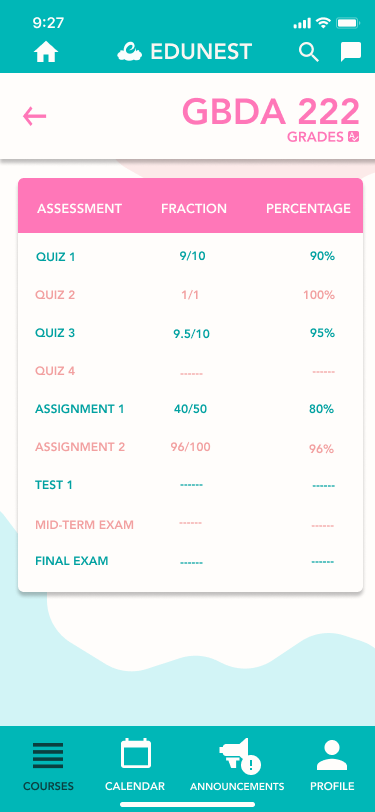 9:27
EDUNEST
GBDA 222
GRADES
ASSESSMENT FRACTION PERCENTAGE
QUIZ 1 9/10 90%
QUIZ 2 1/1 100%
QUIZ 3 9.5/10 95%
QUIZ 4 ------ ------
ASSIGNMENT 1 40/50 80%
ASSIGNMENT 2 96/100 96%
TEST 1 ------ ------
MID-TERM EXAM ------ ------
FINAL EXAM ------ ------
COURSES CALENDAR ANNOUNCEMENTS PROFILE